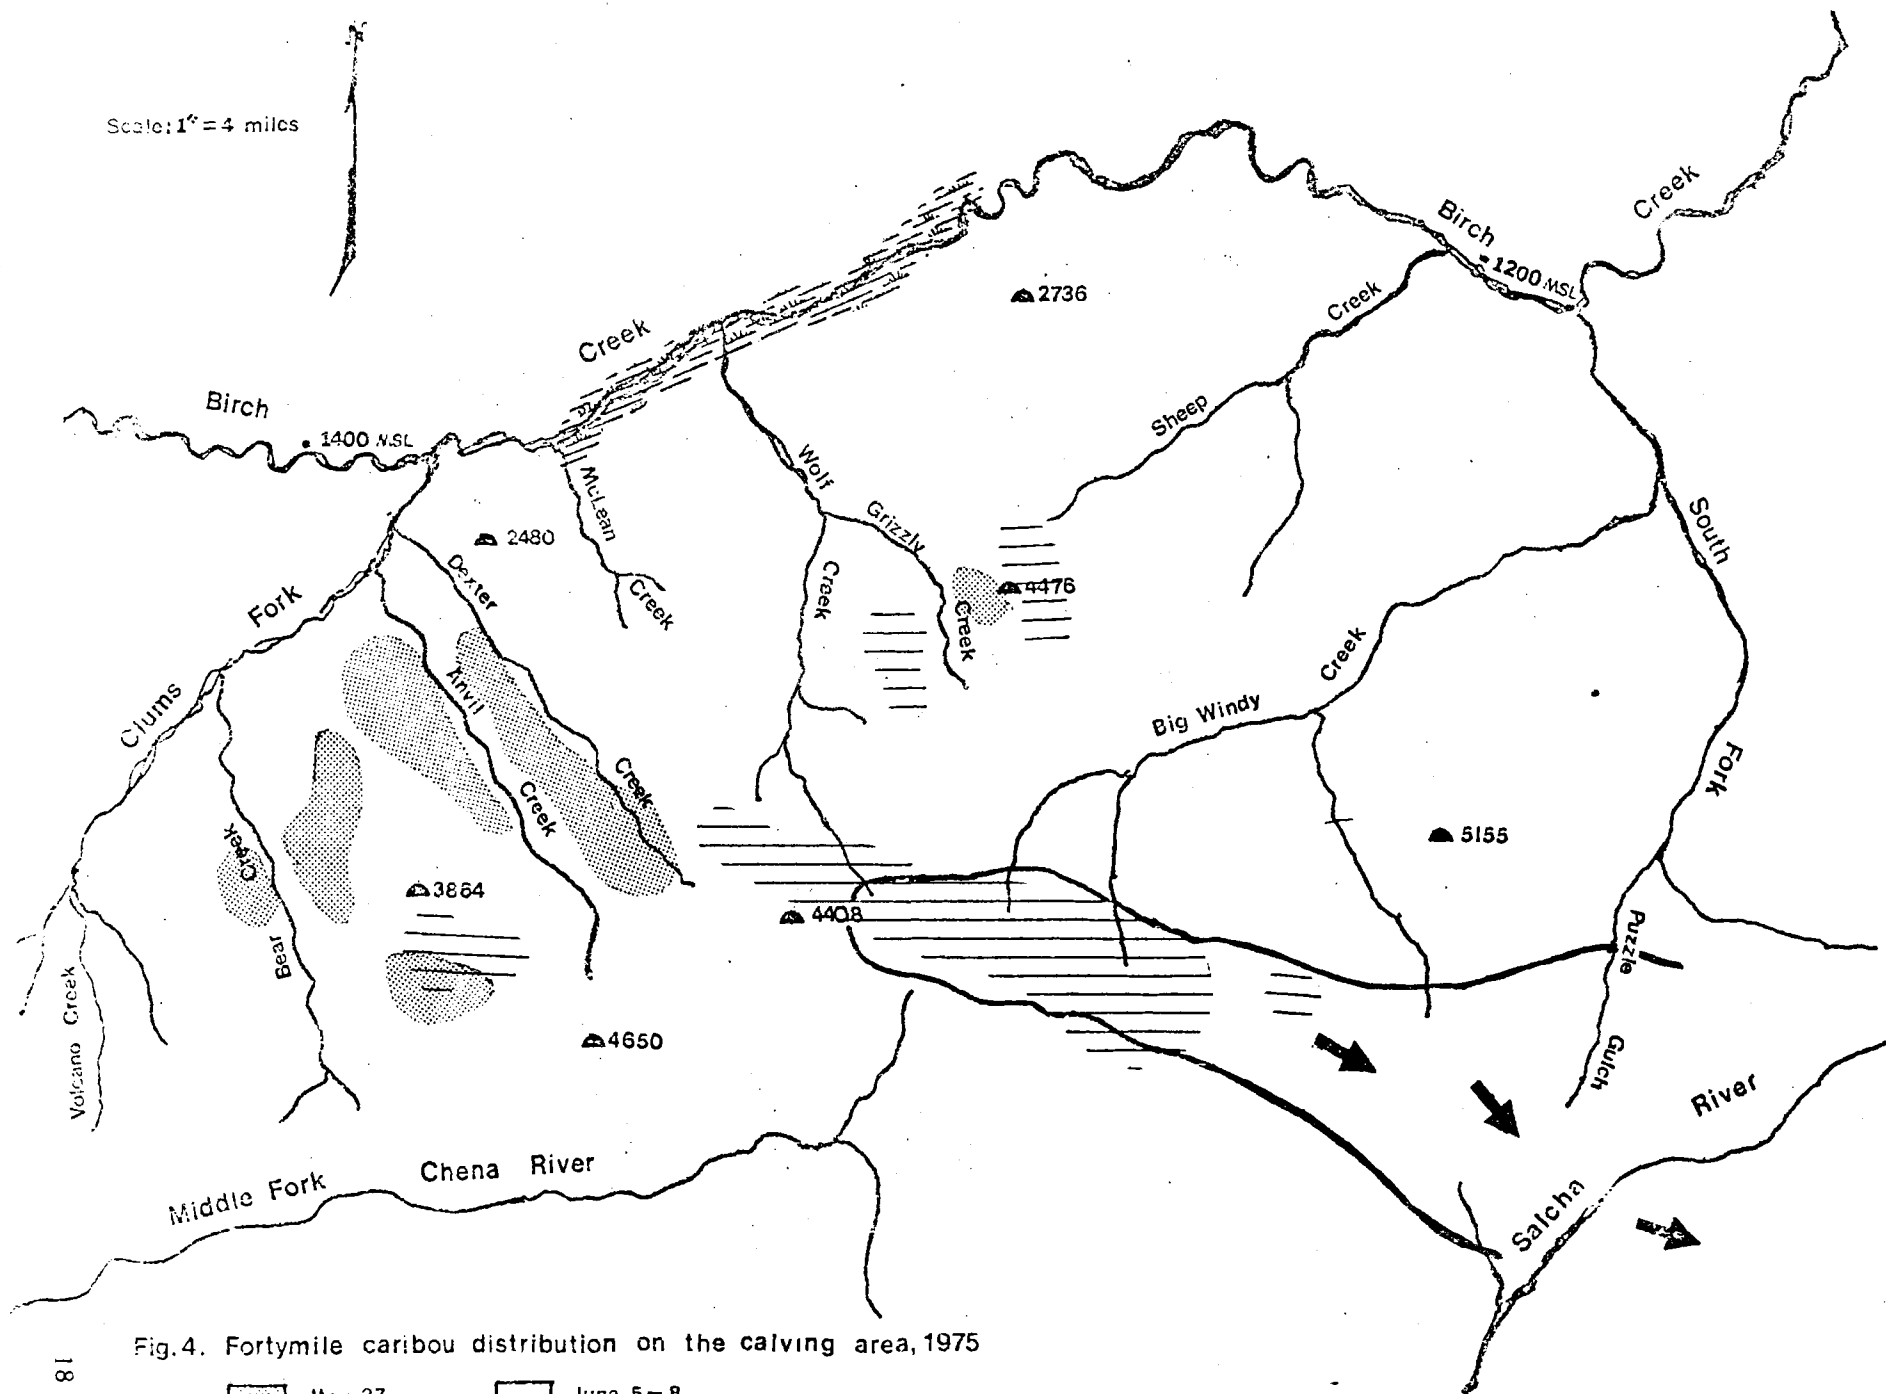 Scale: 1"=4 miles
Birch
Creek
1200 MSL
2736
Creek
Sheep
Creek
Birch
1400 MSL
McLean
Creek
2480
Wolf
Creek
Grizzly
Creek
4476
South
Fork
Dexter
Creek
Anvil
Creek
Clums
Fork
Big Windy
Creek
5155
Creek
Bear
3864
4408
Puzzle
Gulch
4650
Volcano Creek
River
Salcha
Middle Fork
Chena River
Fig.4. Fortymile caribou distribution on the calving area, 1975
18
June 5-8